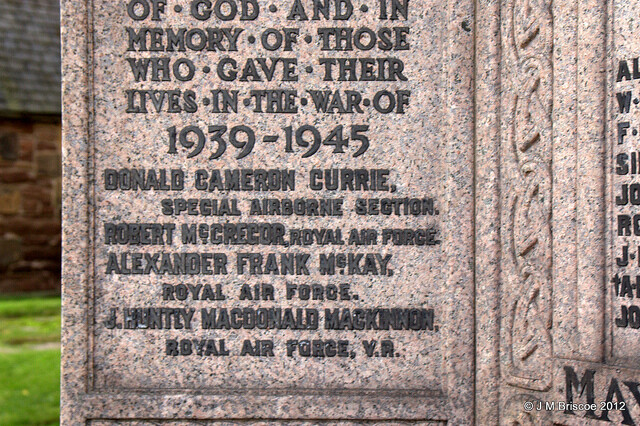 OF · GOD · AND · IN
MEMORY · OF · THOSE
WHO · GAVE · THEIR
LIVES · IN · THE · WAR · OF
1939-1945
DONALD CAMERON CURRIE,
SPECIAL AIRBORNE SECTION.
ROBERT McGREGOR, ROYAL AIR FORCE.
ALEXANDER FRANK McKAY,
ROYAL AIR FORCE.
J. HUNTLY MACDONALD MACKINNON,
ROYAL AIR FORCE, V.R.
© J M Briscoe 2012